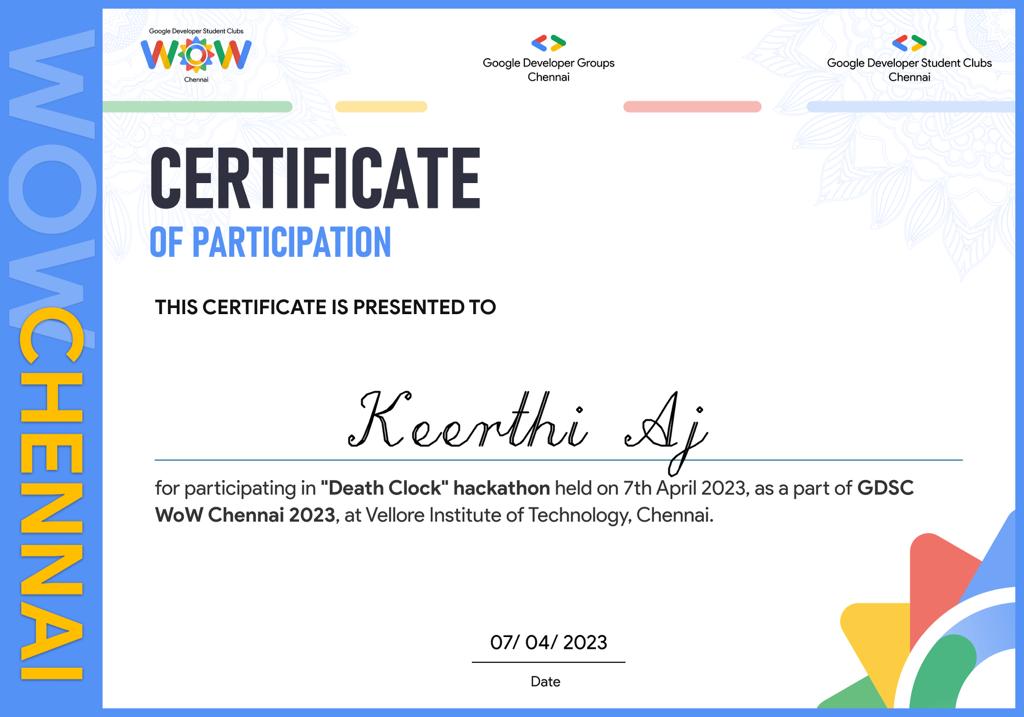 Google Developer Student Clubs
WOW
Chennai
Google Developer Groups
Chennai
Google Developer Student Clubs
Chennai
WOW
CHENNAI
CERTIFICATE
OF PARTICIPATION
THIS CERTIFICATE IS PRESENTED TO
Keerthi Aj
for participating in "Death Clock" hackathon held on 7th April 2023, as a part of GDSC
WoW Chennai 2023, at Vellore Institute of Technology, Chennai.
07/ 04/ 2023
Date